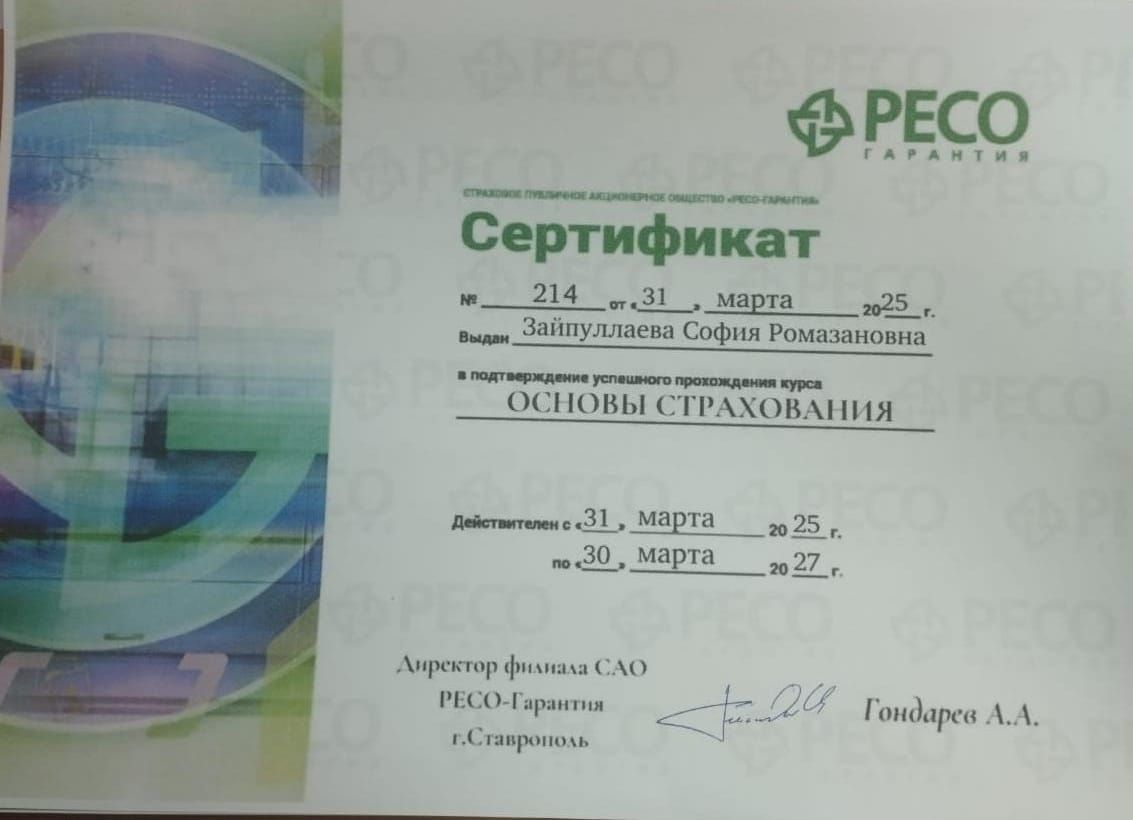 РЕСО
ГАРАНТИЯ
СТРАХОВОЕ ПУБЛИЧНОЕ АКЦИОНЕРНОЕ ОБЩЕСТВО «РЕСО-ГАРАНТИЯ»
Сертификат
№ 214 от «31» марта 2025 г.
Выдан Зайпуллаева София Ромазановна
в подтверждение успешного прохождения курса
ОСНОВЫ СТРАХОВАНИЯ
Действителен с «31» марта 2025 г.
по «30» марта 2027 г.
Директор филиала САО
РЕСО-Гарантия
г.Ставрополь
Гондарев А.А.